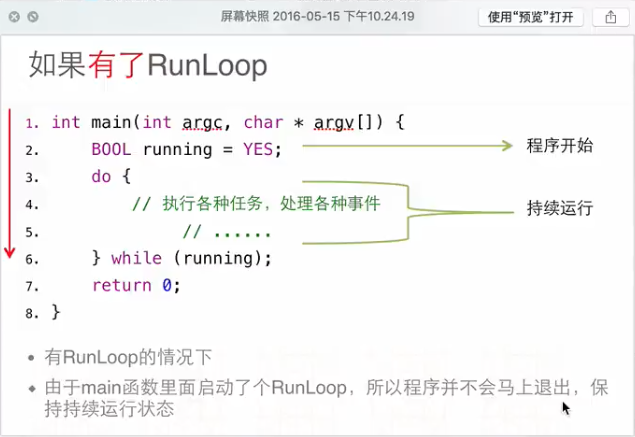 屏幕快照 2016-05-15 下午10.24.19
使用“预览”打开
如果有了RunLoop
1. int main(int argc, char * argv[]) {
2. BOOL running = YES;
程序开始
3. do {
4. // 执行各种任务，处理各种事件
持续运行
5. // ......
6. } while (running);
7. return 0;
8. }
有RunLoop的情况下
由于main函数里面启动了个RunLoop，所以程序并不会马上退出，保
持持续运行状态